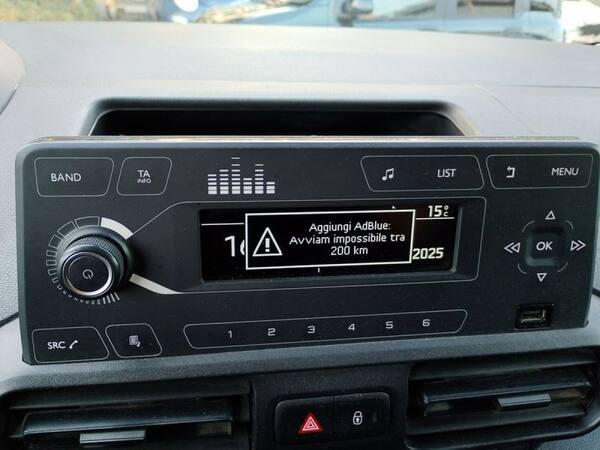 BAND
TA
INFO
LIST
MENU
15°C
Aggiungi AdBlue:
Avviam impossibile tra
200 km
16
2025
OK
1 2 3 4 5 6
SRC